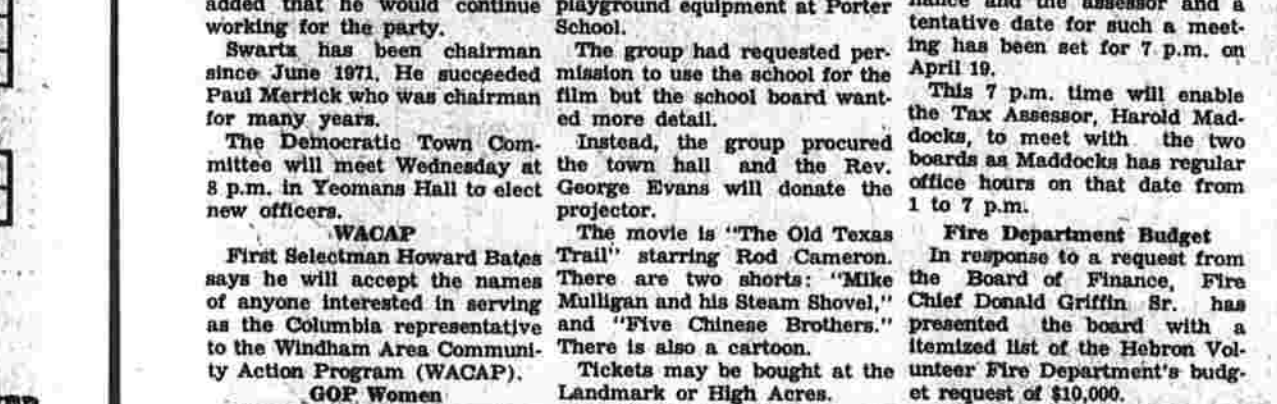 added that he would continue
working for the party.
Swartz has been chairman
since June 1971. He succeeded
Paul Merrick who was chairman
for many years.
The Democratic Town Com-
mittee will meet Wednesday at
8 p.m. in Yeomans Hall to elect
new officers.
WACAP
First Selectman Howard Bates
says he will accept the names
of anyone interested in serving
as the Columbia representative
to the Windham Area Communi-
ty Action Program (WACAP).
GOP Women
playground equipment at Porter
School.
The group had requested per-
mission to use the school for the
film but the school board want-
ed more detail.
Instead, the group procured
the town hall and the Rev.
George Evans will donate the
projector.
The movie is "The Old Texas
Trail" starring Rod Cameron.
There are two shorts: "Mike
Mulligan and his Steam Shovel,"
and "Five Chinese Brothers."
There is also a cartoon.
Tickets may be bought at the
Landmark or High Acres.
nance and the assessor and a
tentative date for such a meet-
ing has been set for 7 p.m. on
April 19.
This 7 p.m. time will enable
the Tax Assessor, Harold Mad-
docks, to meet with the two
boards as Maddocks has regular
office hours on that date from
1 to 7 p.m.
Fire Department Budget
In response to a request from
the Board of Finance, Fire
Chief Donald Griffin Sr. has
presented the board with a
itemized list of the Hebron Vol-
unteer Fire Department's budg-
et request of $10,000.